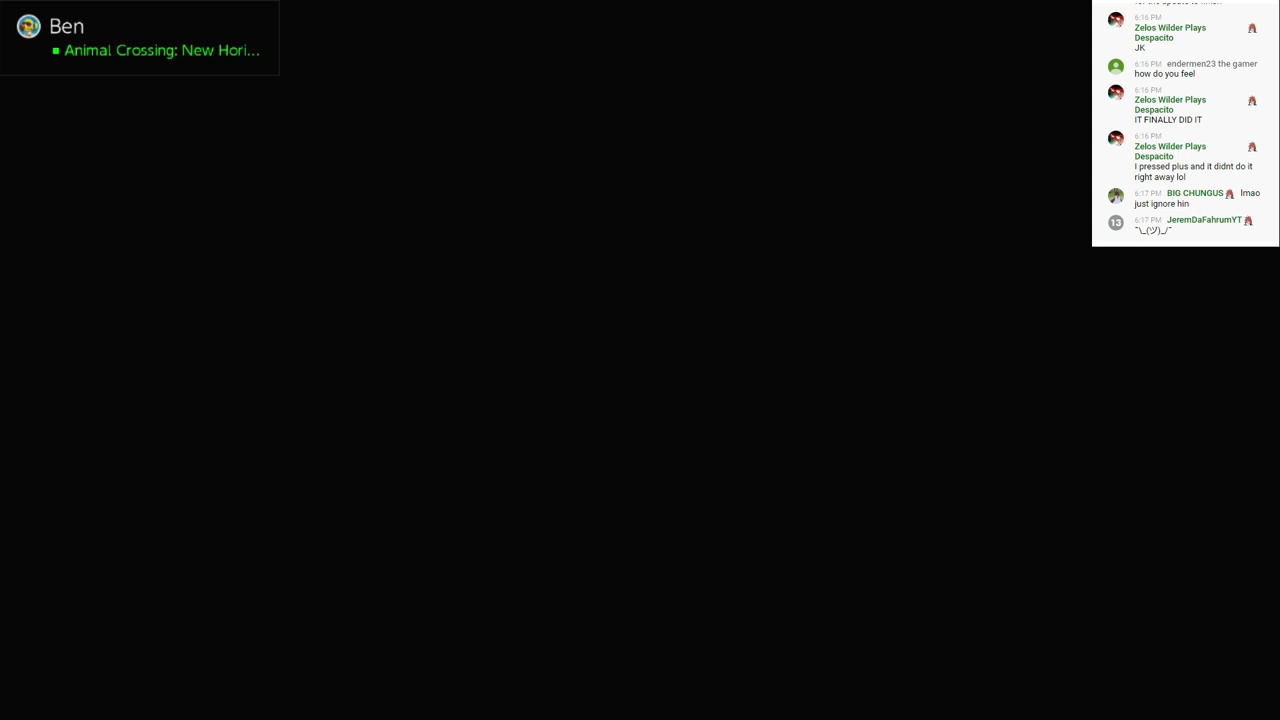 Ben
Animal Crossing: New Hori...
6:16 PM
Zelos Wilder Plays
Despacito
JK
6:16 PM endermen23 the gamer
how do you feel
6:16 PM
Zelos Wilder Plays
Despacito
IT FINALLY DID IT
6:16 PM
Zelos Wilder Plays
Despacito
I pressed plus and it didnt do it
right away lol
6:17 PM BIG CHUNGUS lmao
just ignore hin
13 6:17 PM JeremDaFahrumYT
¯\_(ツ)_/¯